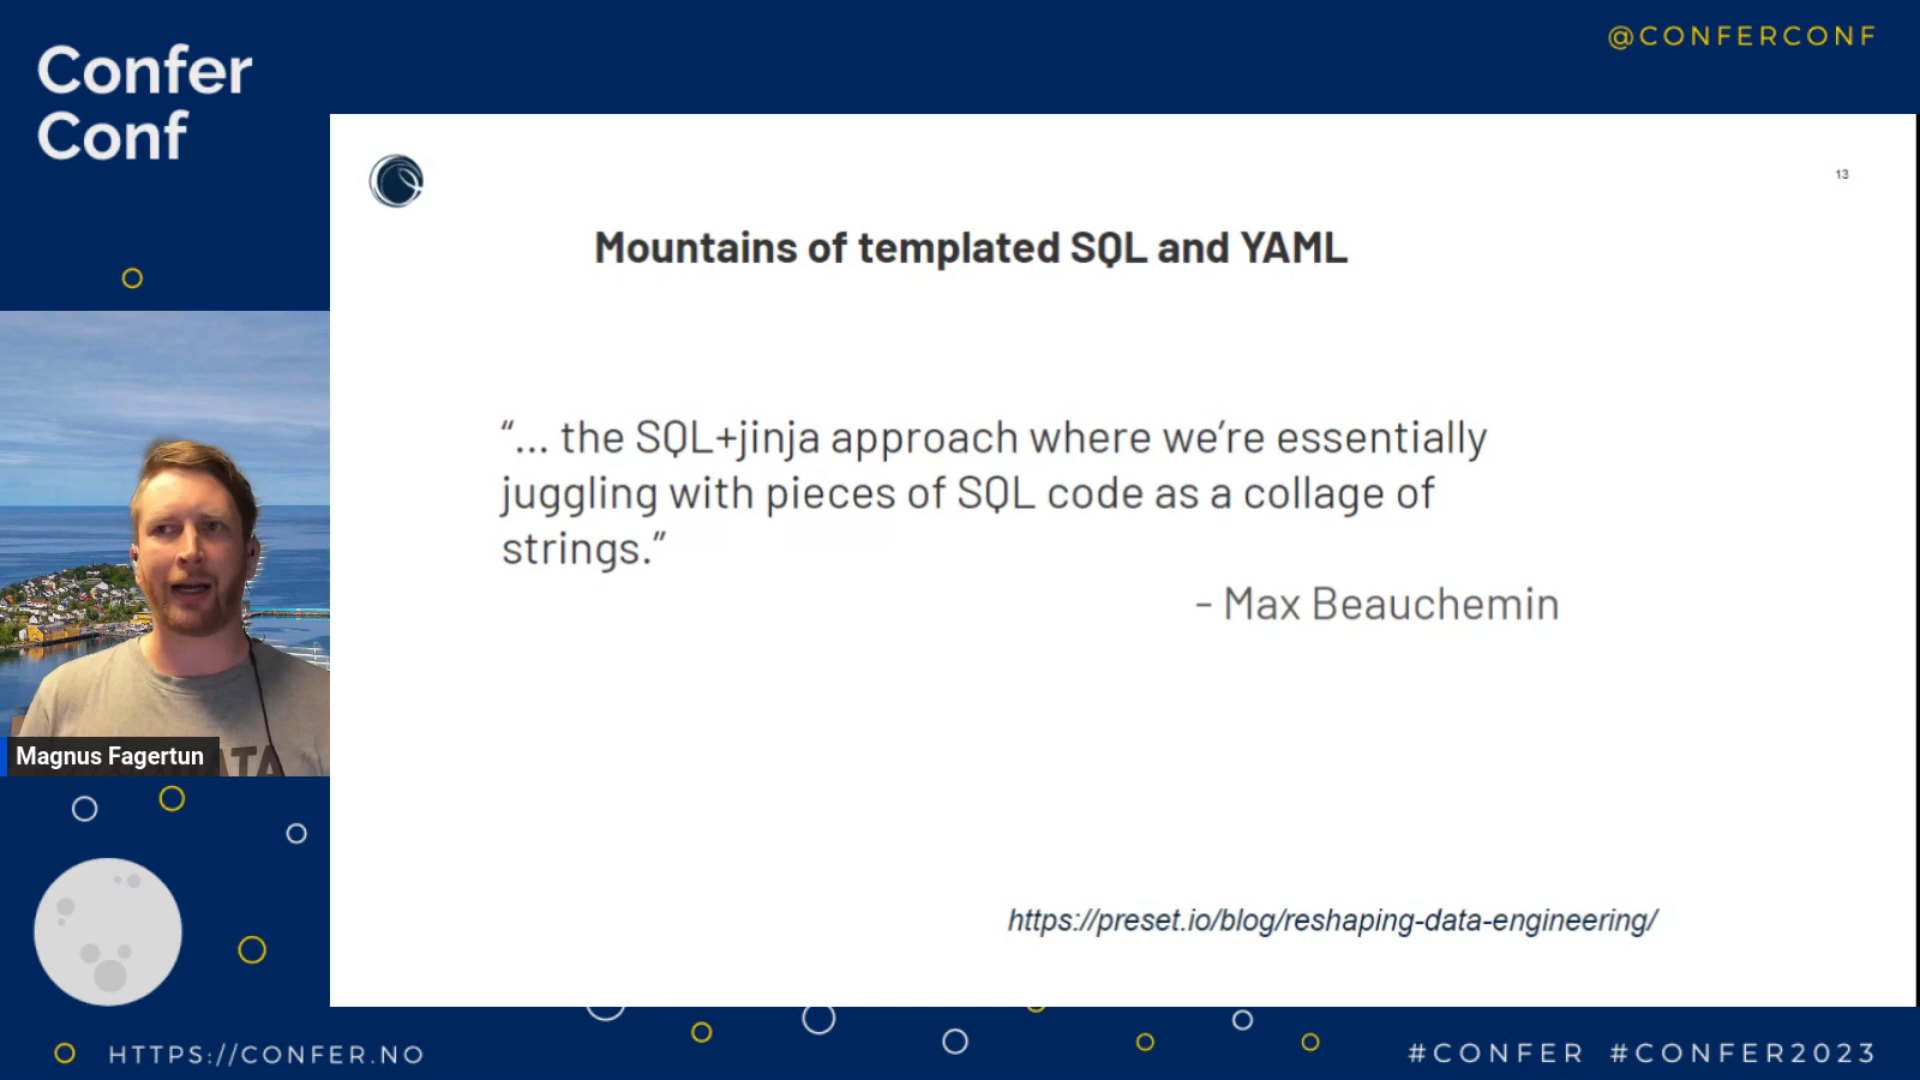 Confer
Conf
@CONFERCONF
13
Mountains of templated SQL and YAML
“... the SQL+jinja approach where we’re essentially
juggling with pieces of SQL code as a collage of
strings.”
- Max Beauchemin
https://preset.io/blog/reshaping-data-engineering/
Magnus Fagertun
HTTPS://CONFER.NO
#CONFER #CONFER2023